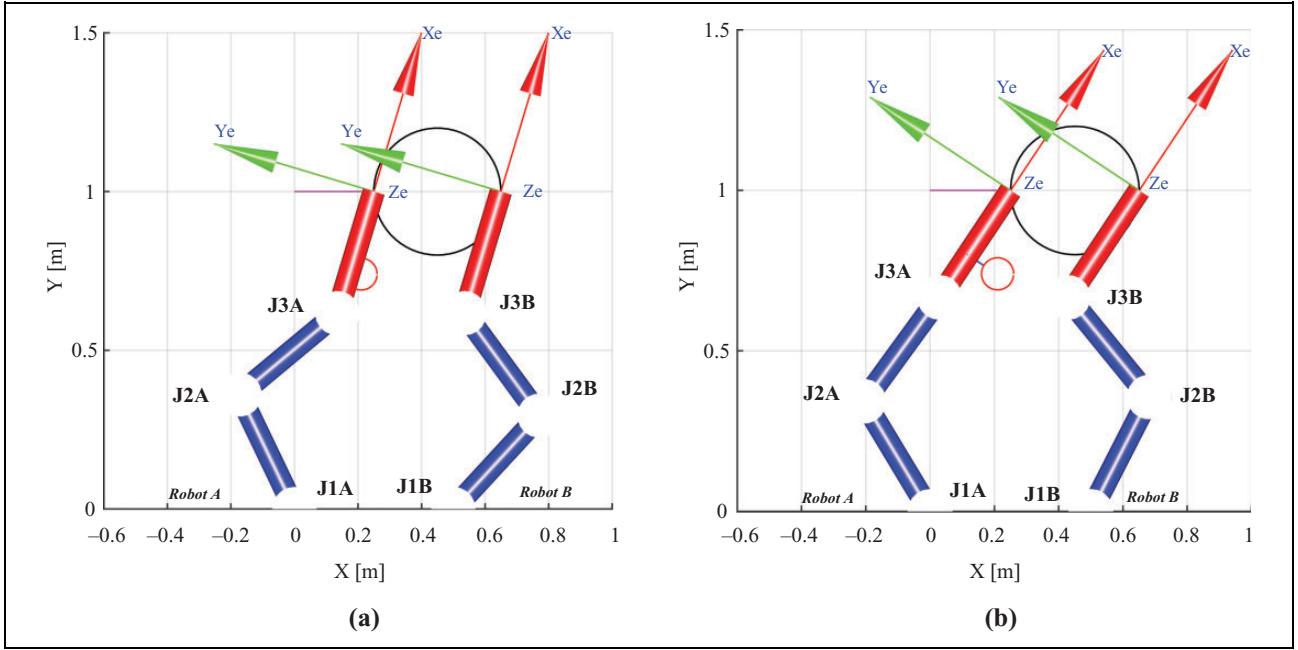 1.5
Xe
Xe
Ye
Ye
1
Ze
Ze
Y [m]
J3A
J3B
0.5
J2A
J2B
J1A
J1B
Robot A
Robot B
0
–0.6
–0.4
–0.2
0
0.2
0.4
0.6
0.8
1
X [m]
(a)
1.5
Xe
Xe
Ye
Ye
1
Ze
Ze
Y [m]
J3A
J3B
0.5
J2A
J2B
J1A
J1B
Robot A
Robot B
0
–0.6
–0.4
–0.2
0
0.2
0.4
0.6
0.8
1
X [m]
(b)